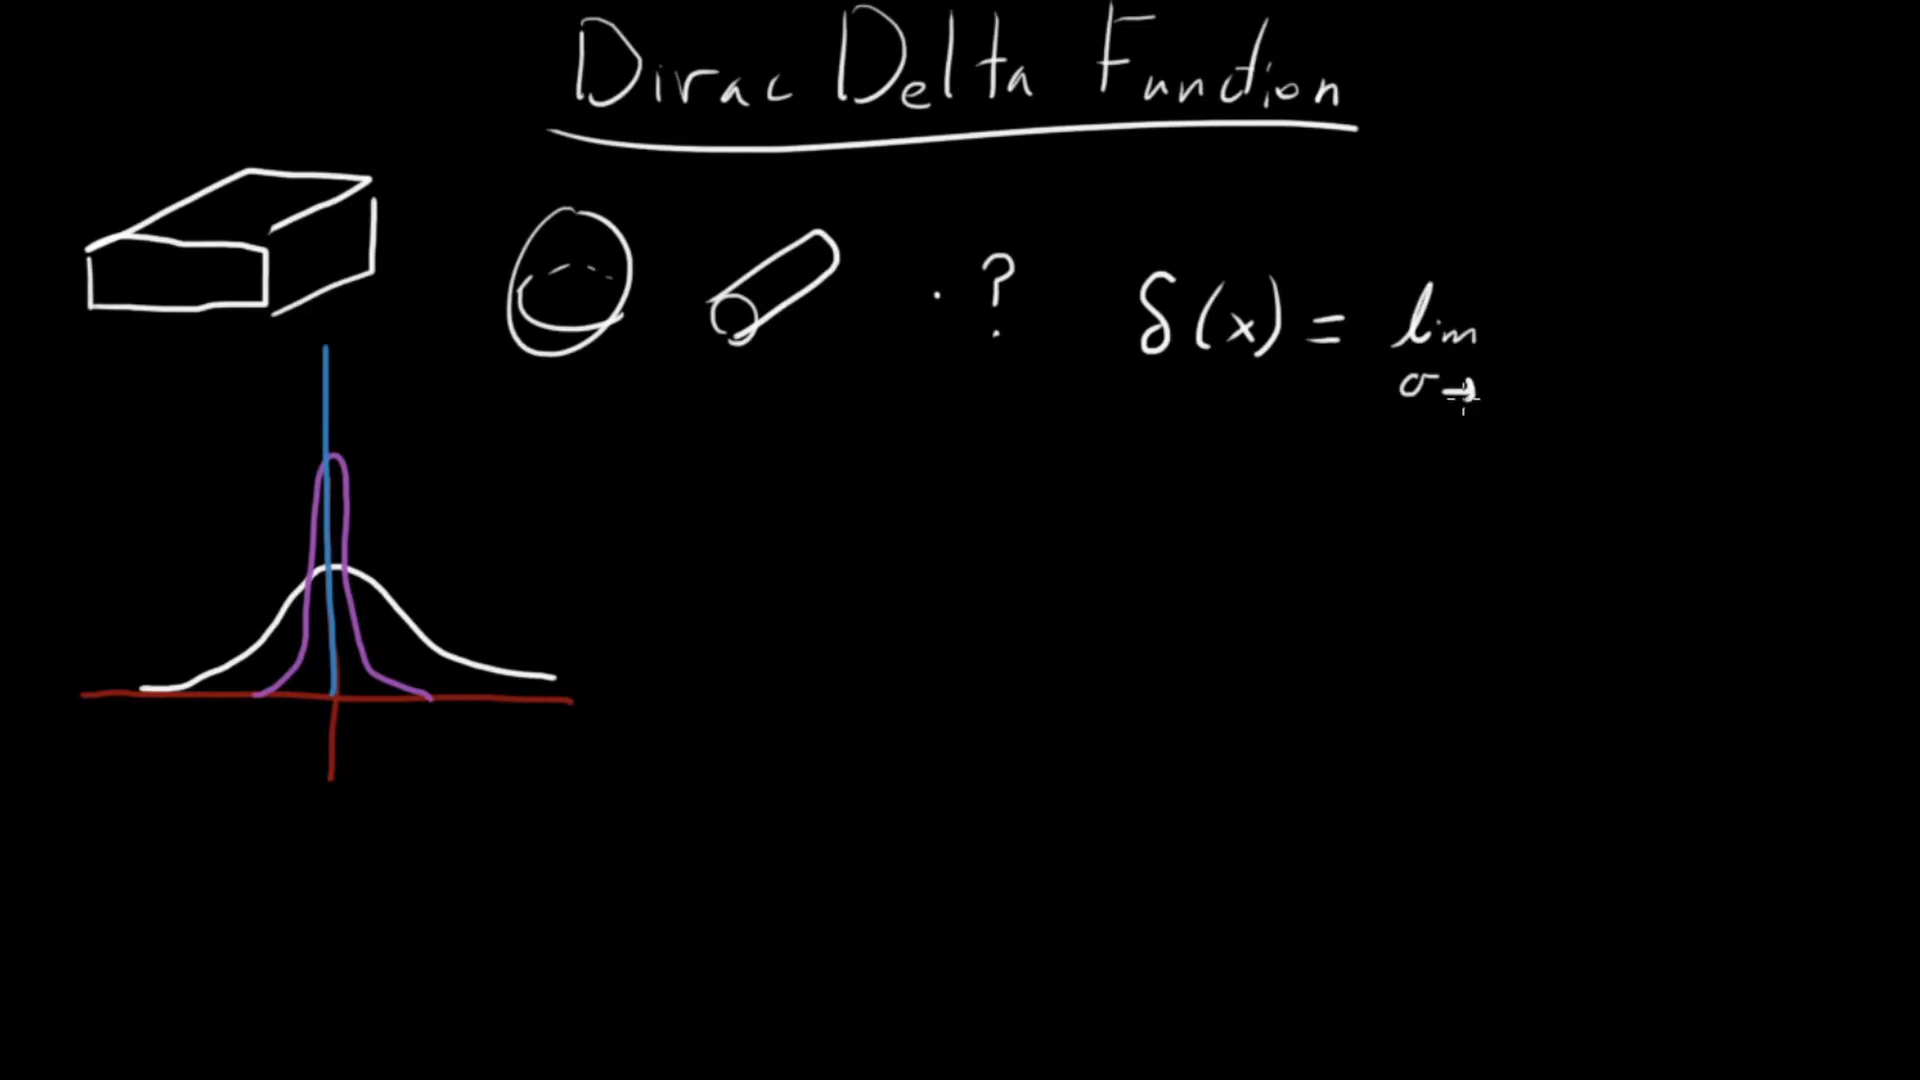 Dirac Delta Function
. ?
δ(x) = lim
σ→